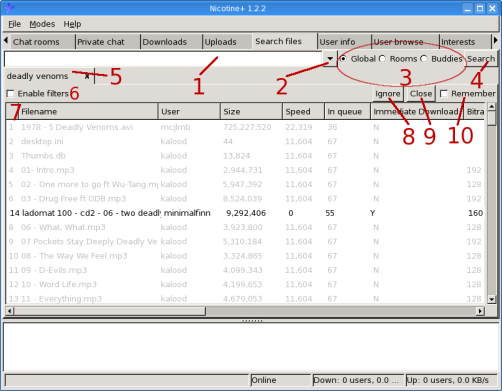 Nicotine+ 1.2.2
File Modes Help
Chat rooms Private chat Downloads Uploads Search files User info User browse Interests
1 2 Global Rooms Buddies Search
deadly venoms x 5 3 4
Enable filters 6 Ignore Close Remember
7 8 9 10
Filename User Size Speed In queue Immediate Download Bitra
1 1978 - 5 Deadly Venoms.avi mcjlmb 725,227,520 22,319 36 N
2 desktop.ini kalood 44 11,604 67 N
3 Thumbs.db kalood 13,824 11,604 67 N
4 01- Intro.mp3 kalood 2,944,731 11,604 67 N 192
5 02 - One more to go ft Wu-Tang.m kalood 5,947,392 11,604 67 N 128
6 03 - Drug Free ft ODB.mp3 kalood 8,539,064 11,604 67 N 192
14 ladomat 100 - cd2 - 06 - two deadly minimalfinn 9,292,406 0 55 Y 160
8 06 - What, What.mp3 kalood 3,923,800 11,604 67 N 128
9 07 Pockets Stay Deeply Deadly Ve kalood 5,310,184 11,604 67 N 192
10 08 - The Way We Feel.mp3 kalood 3,324,865 11,604 67 N 128
11 09 - D-Evils.mp3 kalood 4,099,343 11,604 67 N 128
12 10 - Word Life.mp3 kalood 4,199,653 11,604 67 N 128
13 11 - Everything.mp3 kalood 4,679,053 11,604 67 N 128
Online Down: 0 users, 0.0 ... Up: 0 users, 0.0 KB/s